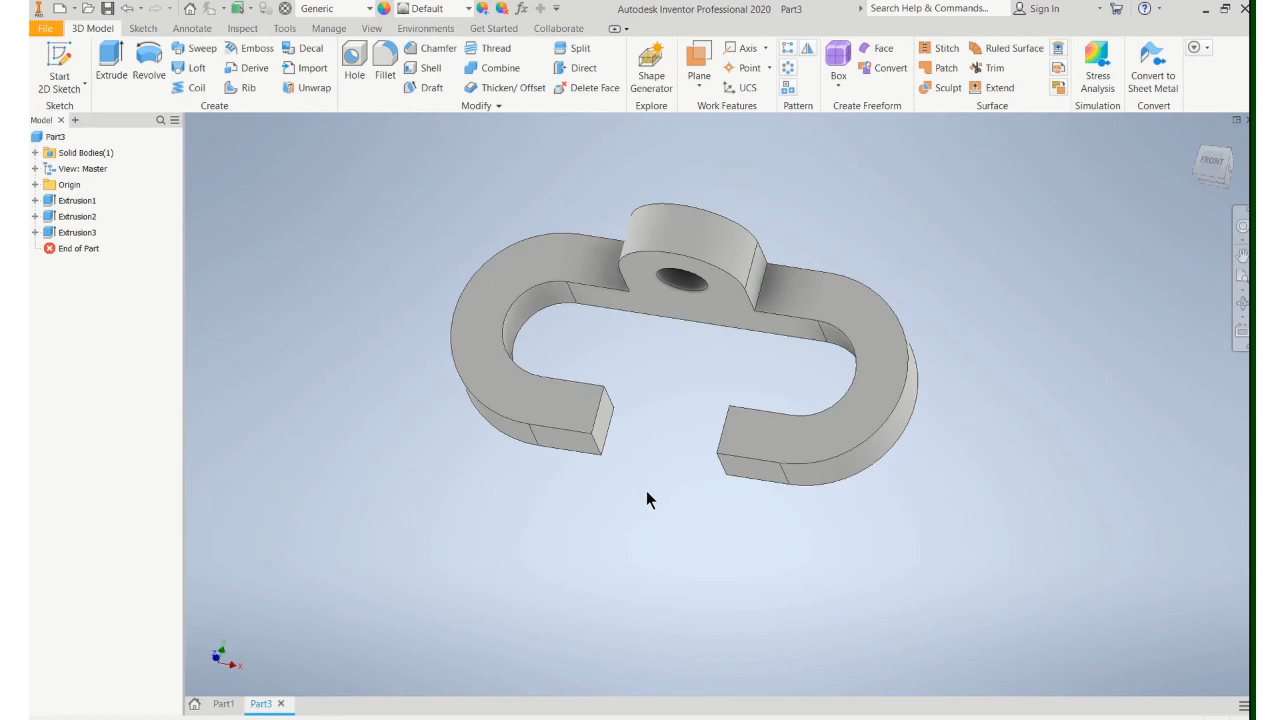 Generic
Default
Autodesk Inventor Professional 2020 Part3
Search Help & Commands...
Sign In
File 3D Model Sketch Annotate Inspect Tools Manage View Environments Get Started Collaborate
Start
2D Sketch
Extrude
Revolve
Sweep
Loft
Coil
Emboss
Derive
Rib
Decal
Import
Unwrap
Hole
Fillet
Chamfer
Shell
Draft
Thread
Combine
Thicken/ Offset
Split
Direct
Delete Face
Shape
Generator
Plane
Axis
Point
UCS
Box
Face
Convert
Stitch
Patch
Sculpt
Ruled Surface
Trim
Extend
Stress
Analysis
Convert to
Sheet Metal
Sketch Create Modify Explore Work Features Pattern Create Freeform Surface Simulation Convert
Model
Part3
Solid Bodies(1)
View: Master
Origin
Extrusion1
Extrusion2
Extrusion3
End of Part
FRONT
Z
Y
X
Part1 Part3